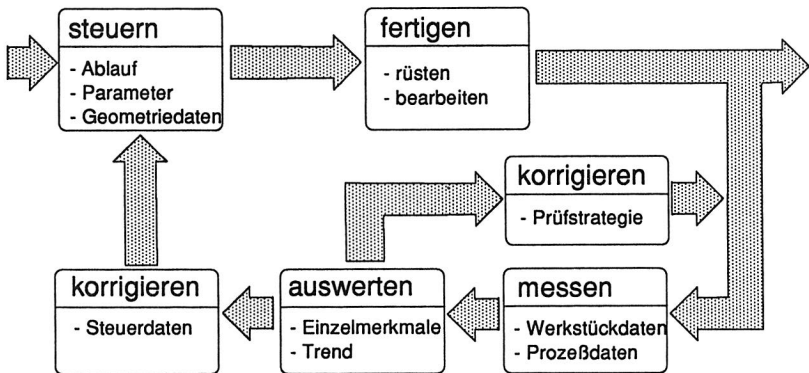 steuern
- Ablauf
- Parameter
- Geometriedaten
fertigen
- rüsten
- bearbeiten
korrigieren
- Prüfstrategie
korrigieren
- Steuerdaten
auswerten
- Einzelmerkmale
- Trend
messen
- Werkstückdaten
- Prozeßdaten